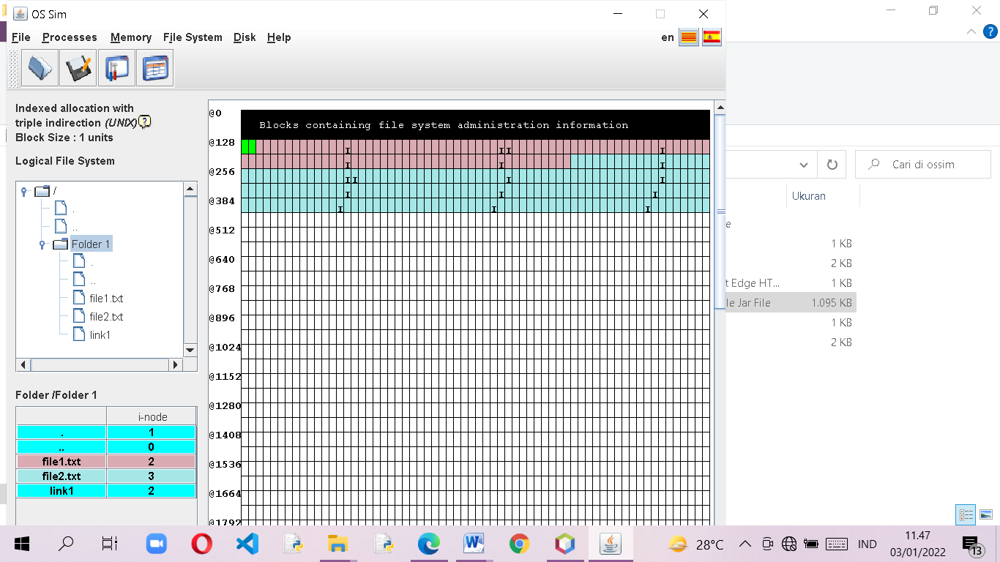 OS Sim
File Processes Memory File System Disk Help
en
Indexed allocation with
triple indirection (UNIX)
Block Size : 1 units
Logical File System
/
.
..
Folder 1
.
..
file1.txt
file2.txt
link1
Folder /Folder 1
i-node
. 1
.. 0
file1.txt 2
file2.txt 3
link1 2
@0
Blocks containing file system administration information
@128
I I I I
I I I
@256
I I I I
@384
I I I
I I I
@512
@640
@768
@896
@1024
@1152
@1280
@1408
@1536
@1664
@1792
Cari di ossim
Ukuran
e
1 KB
2 KB
t Edge HT... 1 KB
le Jar File 1.095 KB
1 KB
2 KB
28°C
IND
11.47
03/01/2022
13